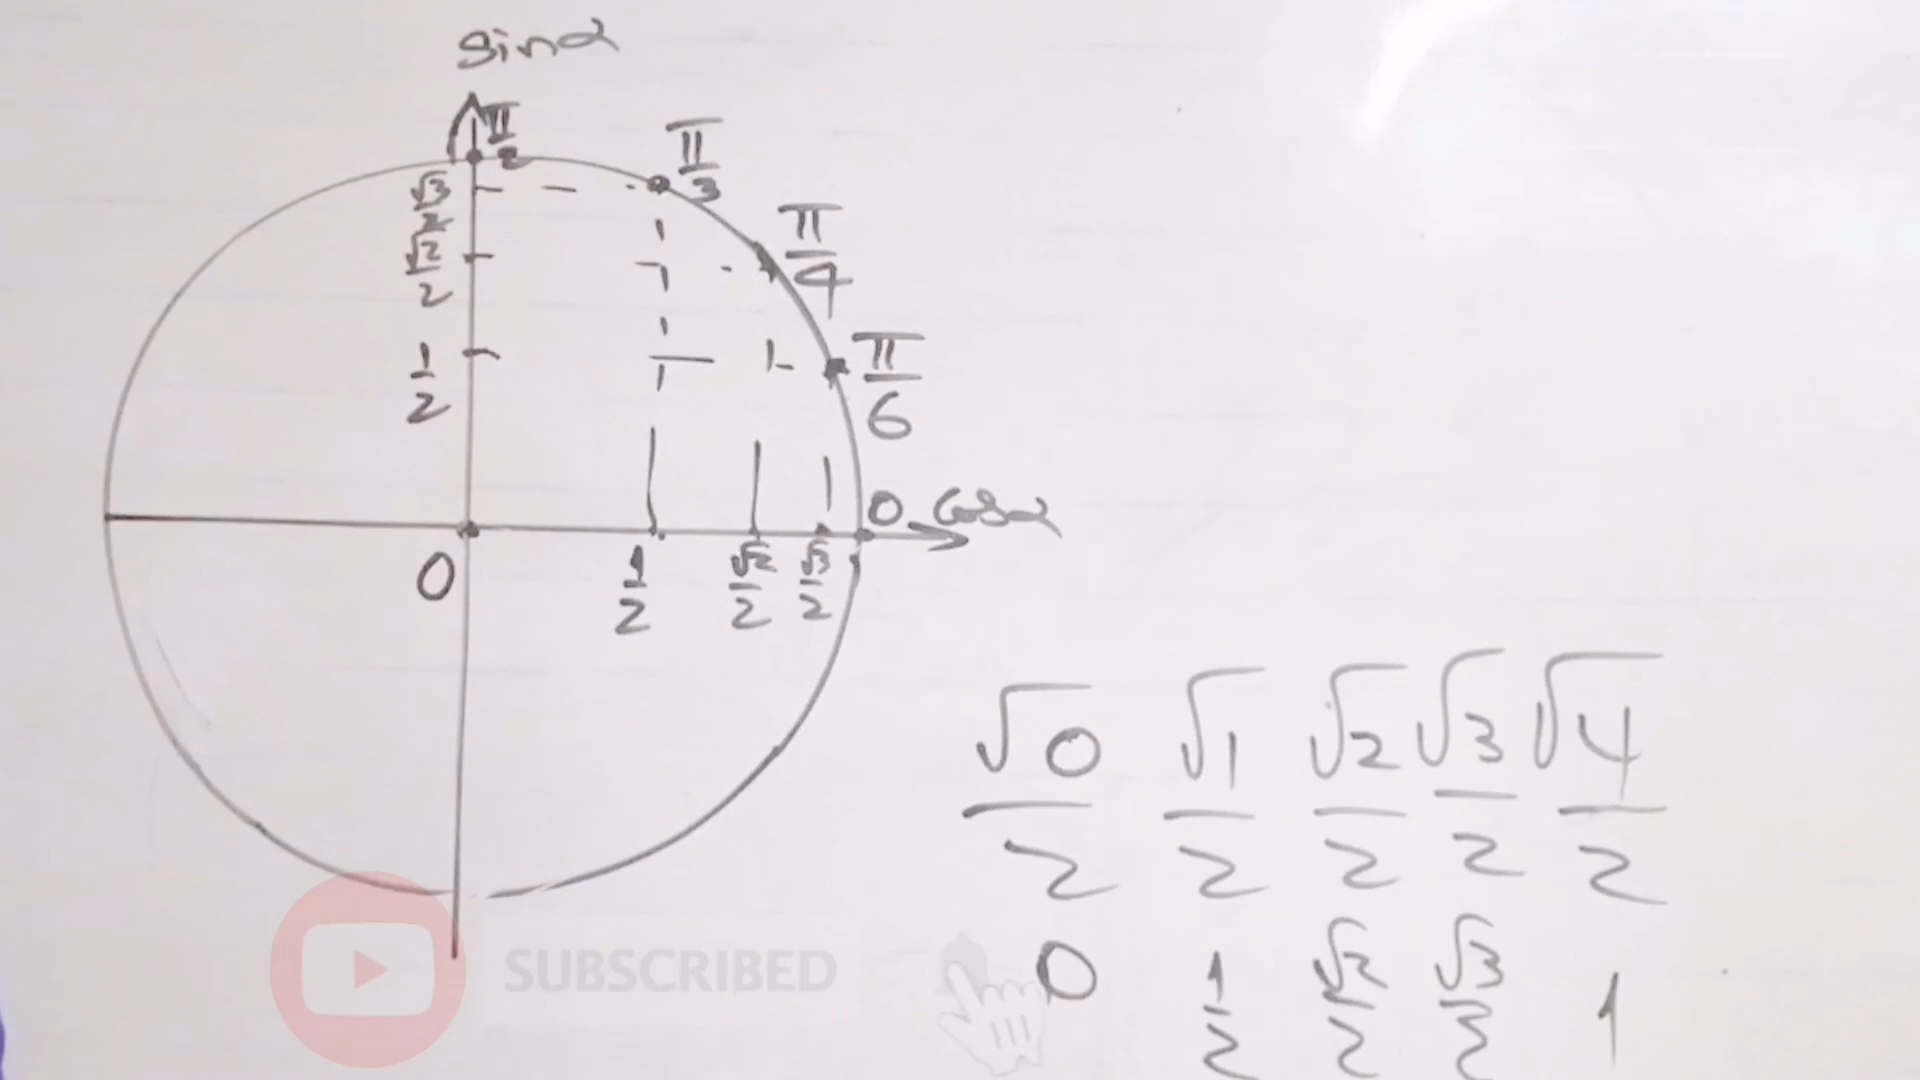 sinα
π/2
π/3
√3/2
π/4
√2/2
π/6
1/2
0 cosα
0 1/2 √2/2 √3/2
√0/2 √1/2 √2/2 √3/2 √4/2
0 1/2 √2/2 √3/2 1
SUBSCRIBED